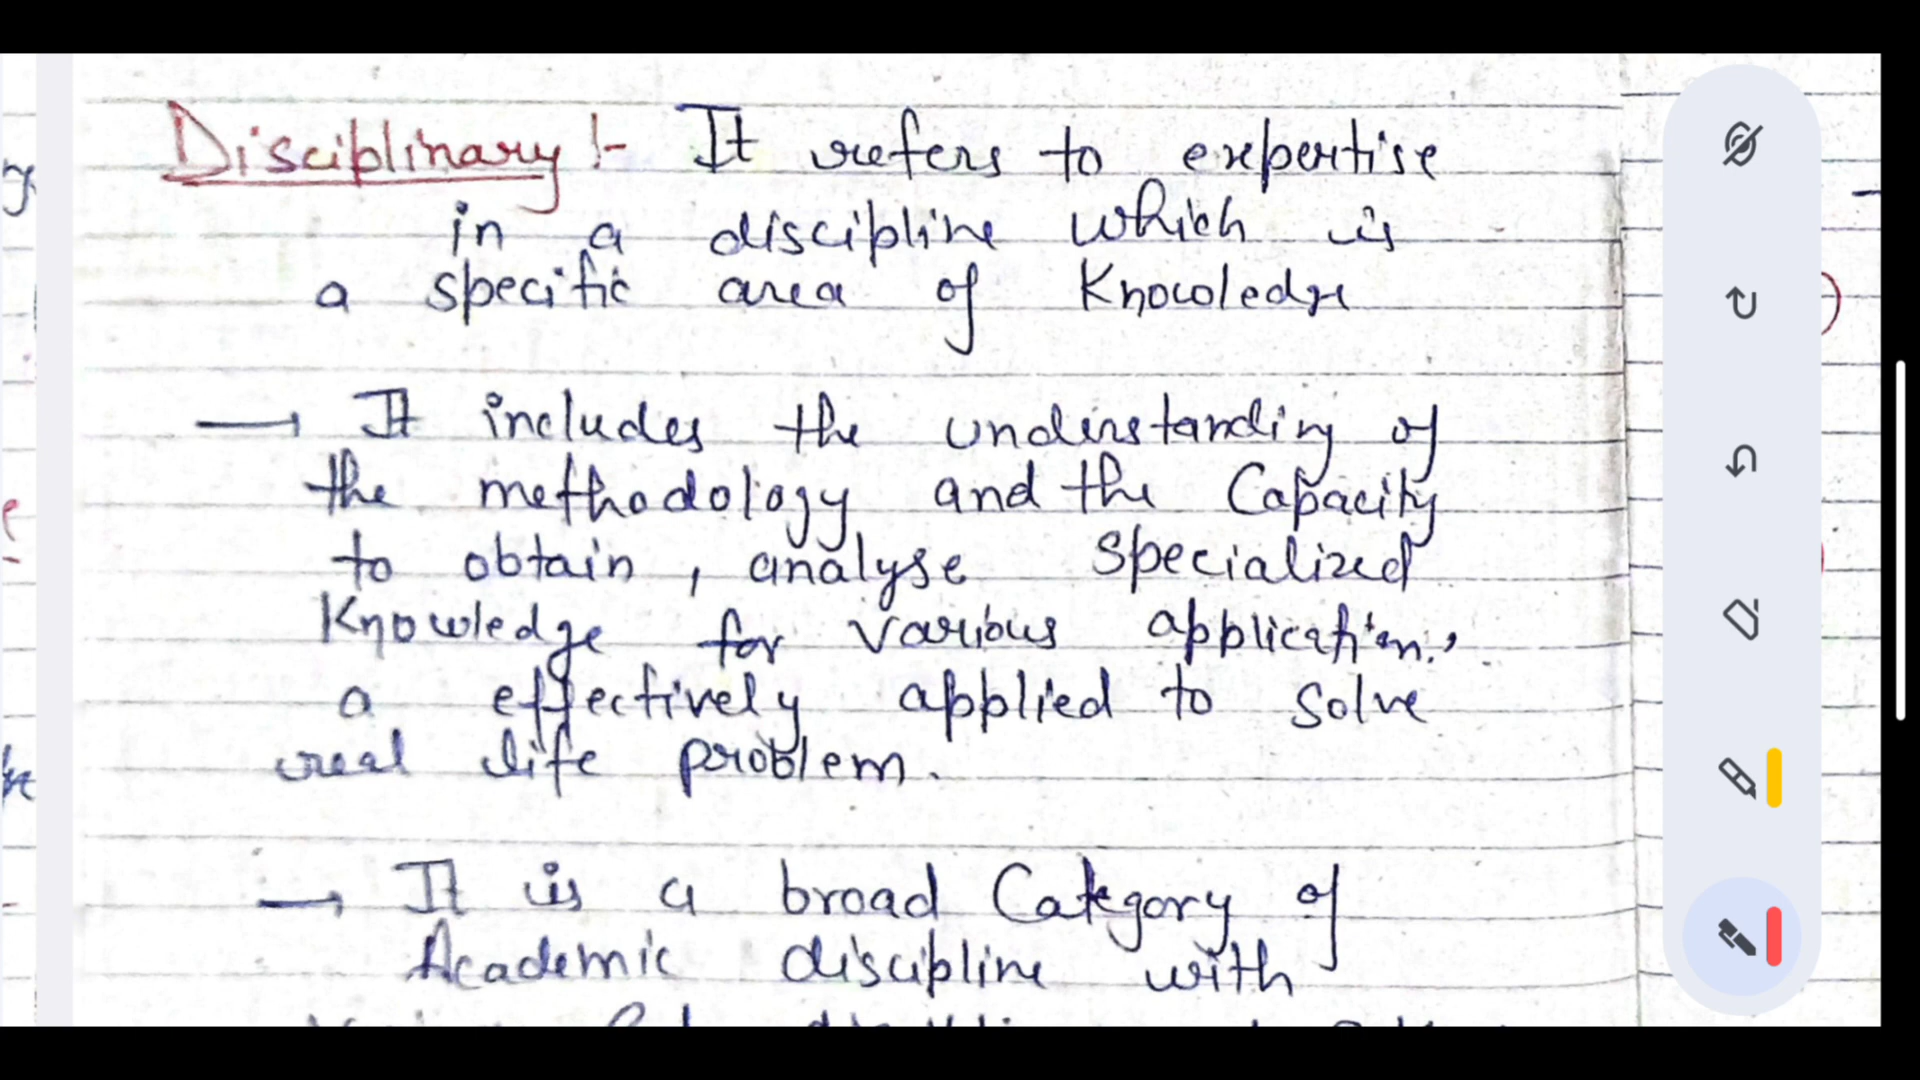 Disciplinary :- It refers to expertise
in a discipline which is
a specific area of Knowledge
→ It includes the understanding of
the methodology and the Capacity
to obtain, analyse specialized
Knowledge for various application,
a effectively applied to solve
real life problem.
→ It is a broad Category of
Academic discipline with